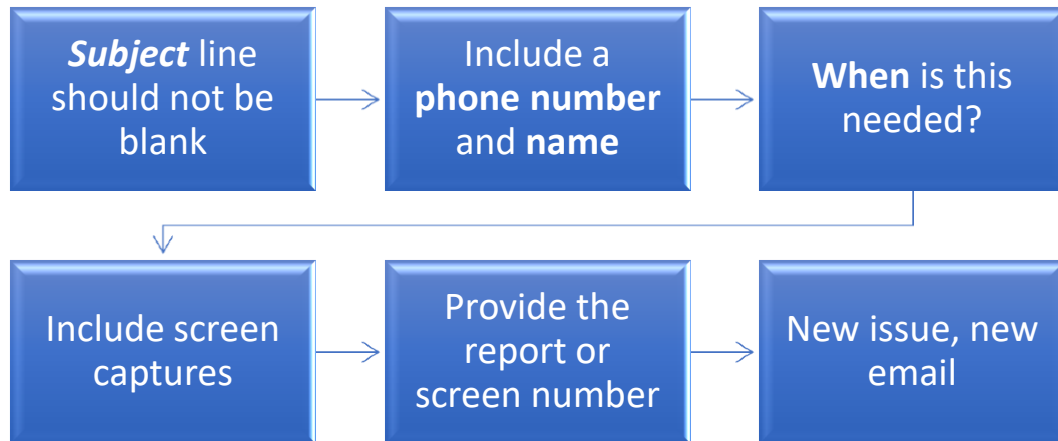 Subject line
should not be
blank
Include a
phone number
and name
When is this
needed?
Include screen
captures
Provide the
report or
screen number
New issue, new
email